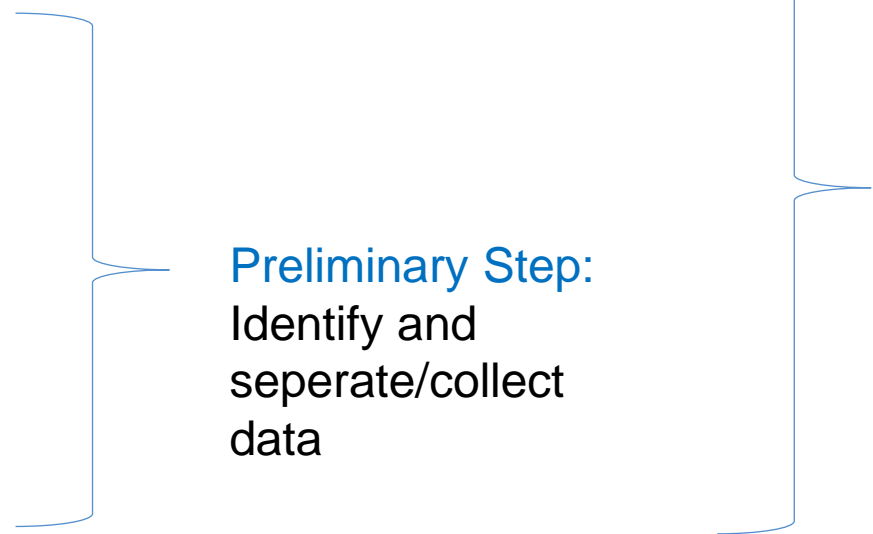 Preliminary Step:
Identify and
seperate/collect
data